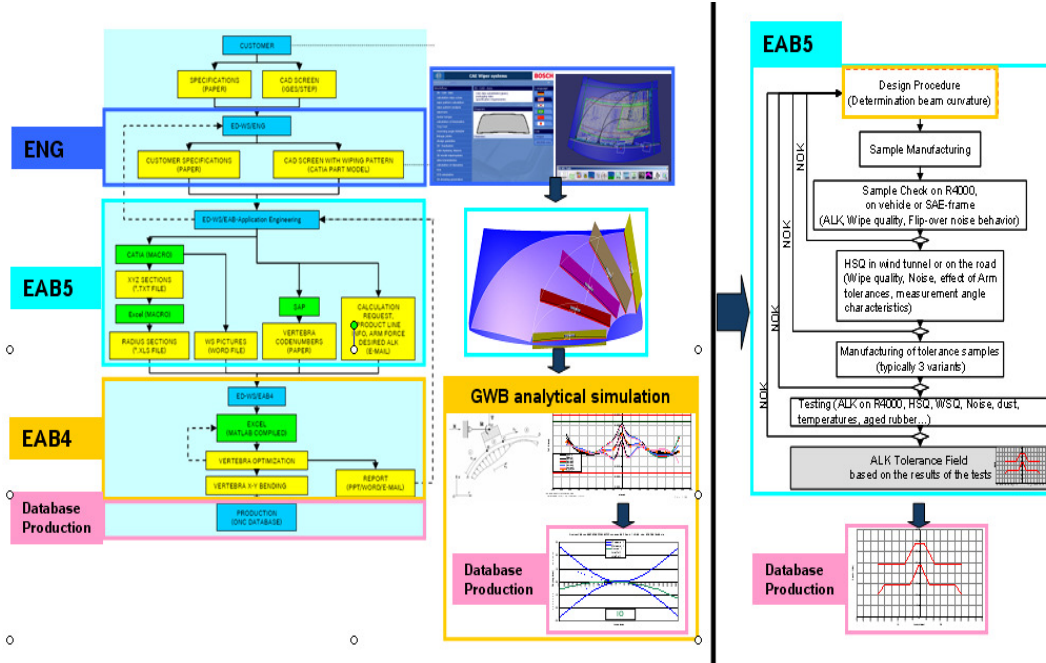 CUSTOMER
SPECIFICATIONS
(PAPER)
CAD SCREEN
(IGES/STEP)
ENG
ED-WS/ENG
CUSTOMER SPECIFICATIONS
(PAPER)
CAD SCREEN WITH WIPING PATTERN
(CATIA PART MODEL)
EAB5
ED-WS/EAB-Application Engineering
CATIA (MACRO)
XYZ SECTIONS
(*.TXT FILE)
Excel (MACRO)
RADIUS SECTIONS
(*.XLS FILE)
WS PICTURES
(WORD FILE)
SAP
VERTEBRA
CODENUMBERS
(PAPER)
CALCULATION
REQUEST,
PRODUCT LINE
INFO, ARM FORCE
DESIRED ALK
(E-MAIL)
EAB4
ED-WS/EAB4
EXCEL
(MATLAB COMPILED)
VERTEBRA OPTIMIZATION
VERTEBRA X-Y BENDING
REPORT
(PPT/WORD/E-MAIL)
Database
Production
PRODUCTION
(CNC DATABASE)
CAE Wiper systems
BOSCH
GWB analytical simulation
Database
Production
IO
EAB5
Design Procedure
(Determination beam curvature)
Sample Manufacturing
Sample Check on R4000,
on vehicle or SAE-frame
(ALK, Wipe quality, Flip-over noise behavior)
HSQ in wind tunnel or on the road
(Wipe quality, Noise, effect of Arm
tolerances, measurement angle
characteristics)
Manufacturing of tolerance samples
(typically 3 variants)
Testing (ALK on R4000, HSQ, WSQ, Noise, dust,
temperatures, aged rubber...)
ALK Tolerance Field
based on the results of the tests
NOK
NOK
NOK
NOK
Database
Production